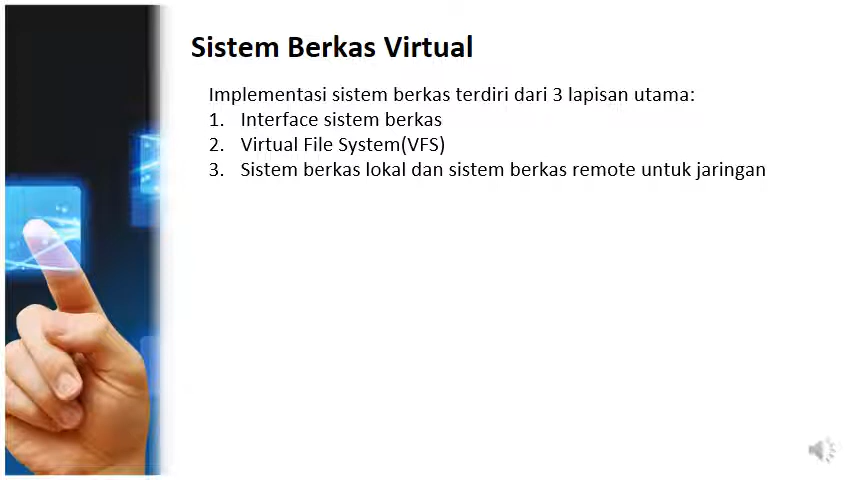 Sistem Berkas Virtual
Implementasi sistem berkas terdiri dari 3 lapisan utama:
1. Interface sistem berkas
2. Virtual File System(VFS)
3. Sistem berkas lokal dan sistem berkas remote untuk jaringan